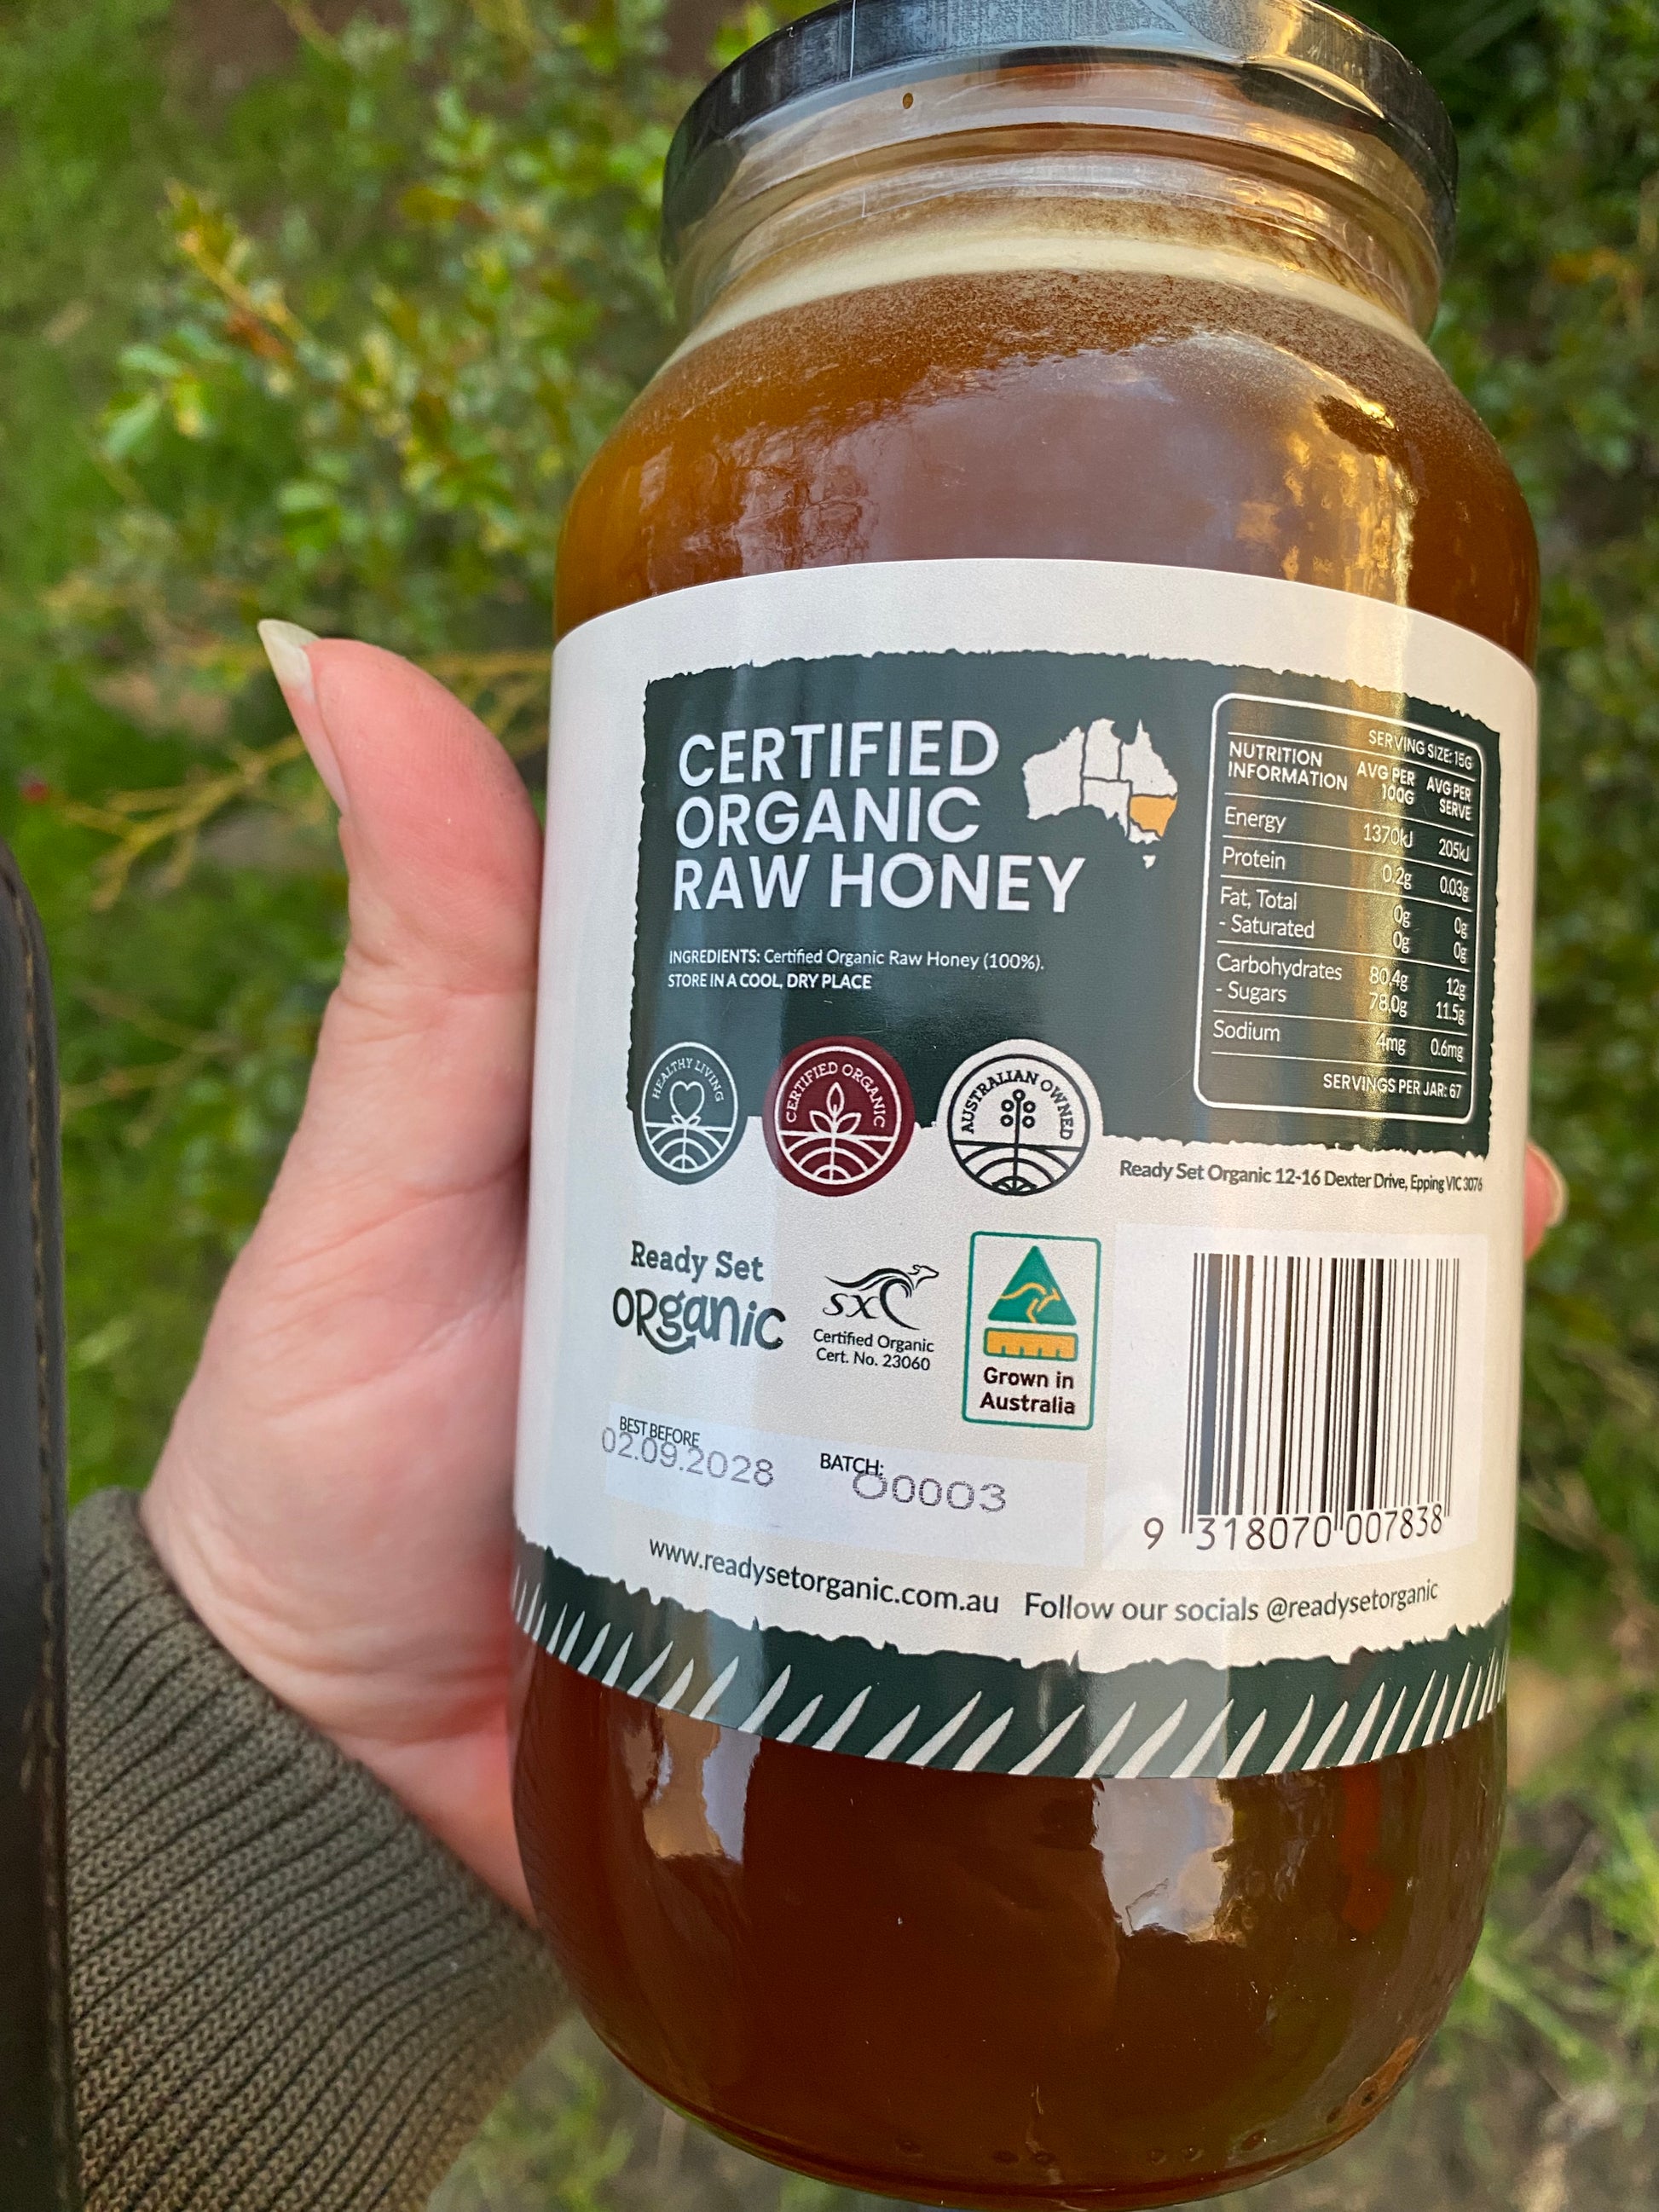 CERTIFIED
ORGANIC
RAW HONEY
INGREDIENTS: Certified Organic Raw Honey (100%).
STORE IN A COOL, DRY PLACE
SERVING SIZE: 15G
NUTRITION INFORMATION AVG PER 100G AVG PER SERVE
Energy 1370kJ 205kJ
Protein 0.2g 0.03g
Fat, Total 0g 0g
- Saturated 0g 0g
Carbohydrates 80.4g 12g
- Sugars 78.0g 11.5g
Sodium 4mg 0.6mg
SERVINGS PER JAR: 67
HEALTHY LIVING
CERTIFIED ORGANIC
AUSTRALIAN OWNED
Ready Set Organic 12-16 Dexter Drive, Epping VIC 3076
Ready Set
ORganic
SXC
Certified Organic
Cert. No. 23060
Grown in
Australia
BEST BEFORE
02.09.2028
BATCH:
00003
9 318070 007838
www.readysetorganic.com.au Follow our socials @readysetorganic